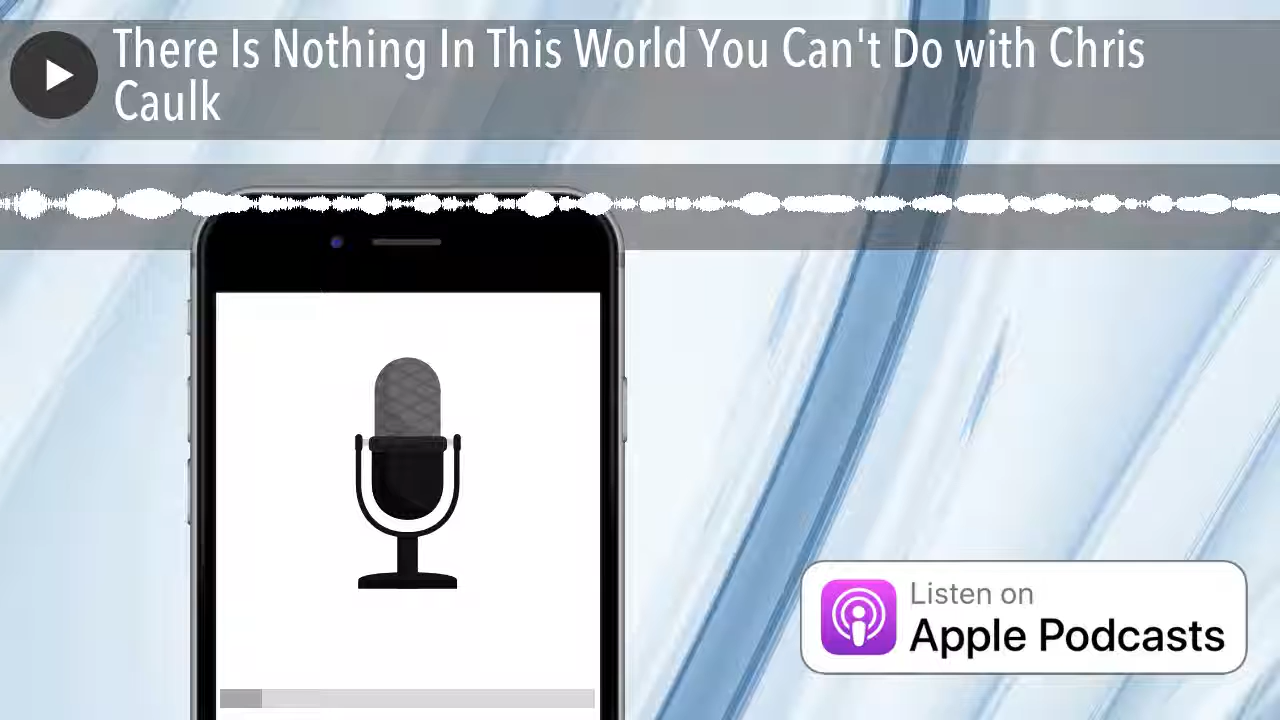 There Is Nothing In This World You Can't Do with Chris
Caulk
Listen on
Apple Podcasts